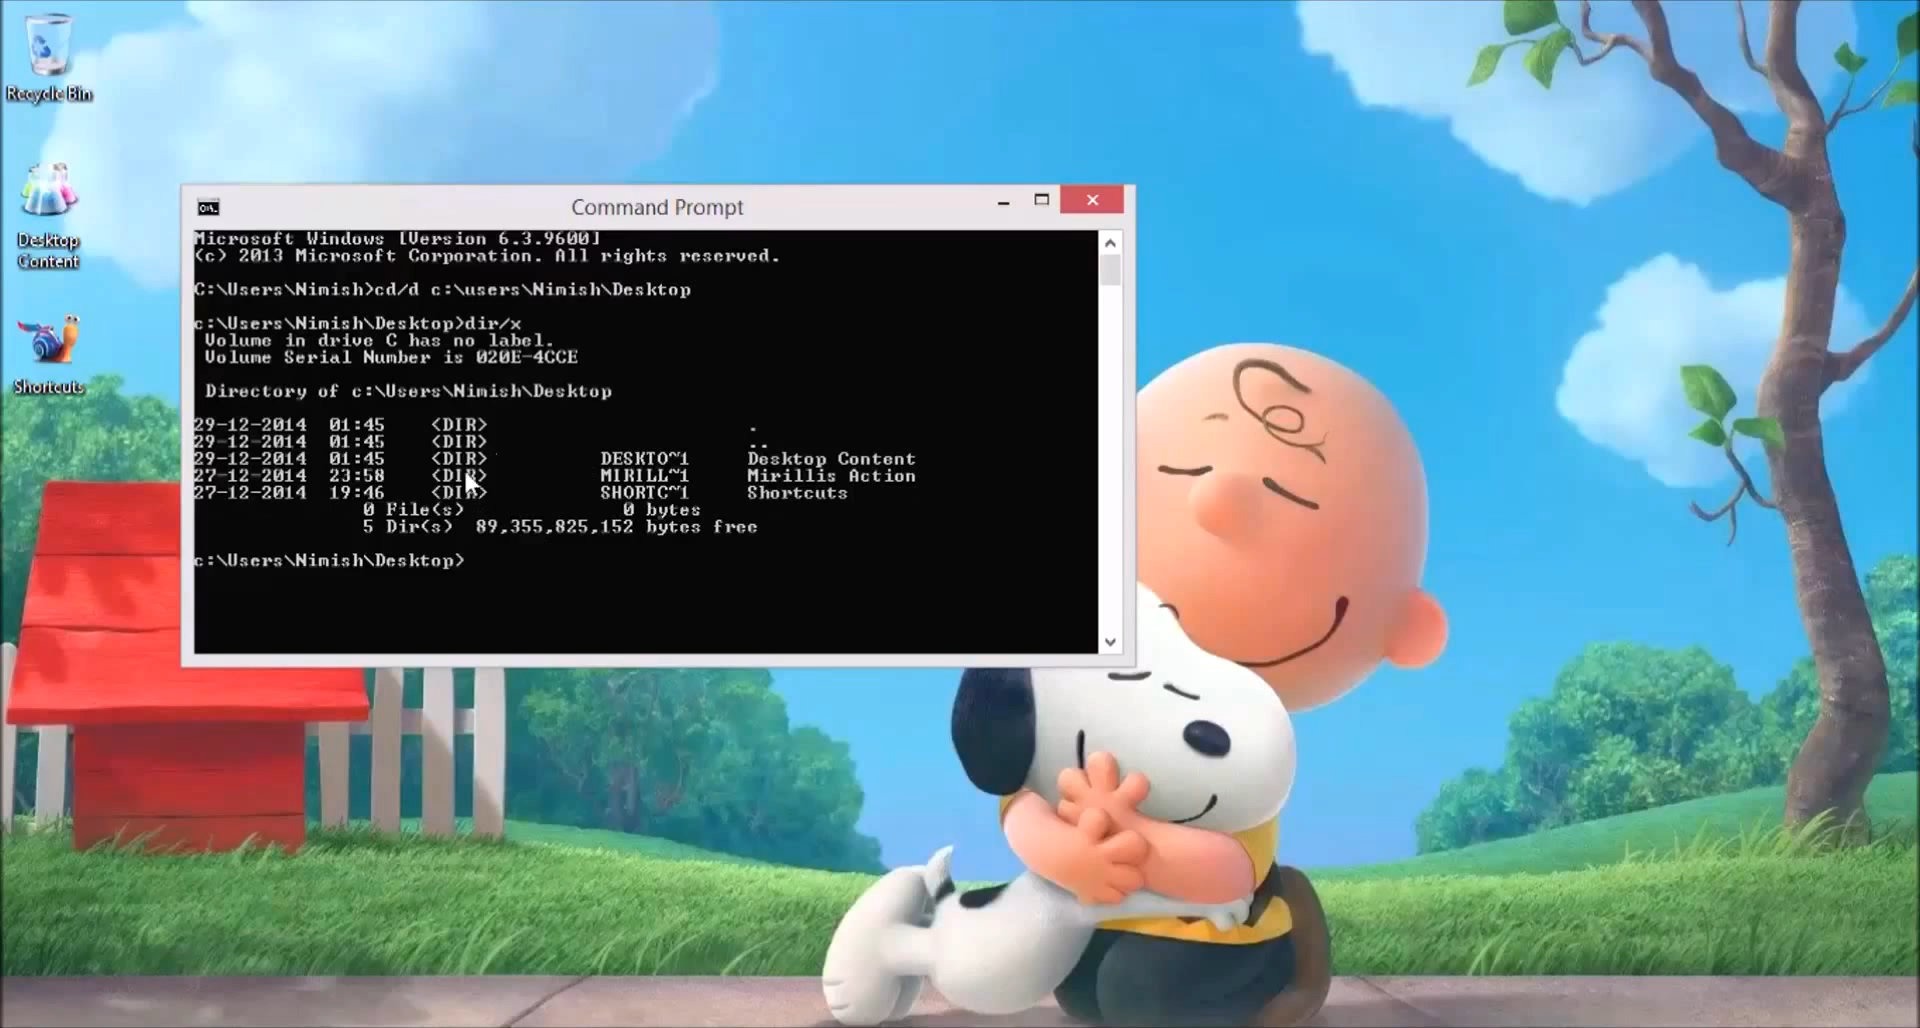 Recycle Bin
Desktop
Content
Shortcuts
Command Prompt
Microsoft Windows [Version 6.3.9600]
(c) 2013 Microsoft Corporation. All rights reserved.
C:\Users\Nimish>cd/d c:\users\Nimish\Desktop
c:\Users\Nimish\Desktop>dir/x
Volume in drive C has no label.
Volume Serial Number is 020E-4CCE
Directory of c:\Users\Nimish\Desktop
29-12-2014 01:45 <DIR> .
29-12-2014 01:45 <DIR> ..
29-12-2014 01:45 <DIR> DESKTO~1 Desktop Content
27-12-2014 23:58 <DIR> MIRILL~1 Mirillis Action
27-12-2014 19:46 <DIR> SHORTC~1 Shortcuts
0 File(s) 0 bytes
5 Dir(s) 89,355,825,152 bytes free
c:\Users\Nimish\Desktop>